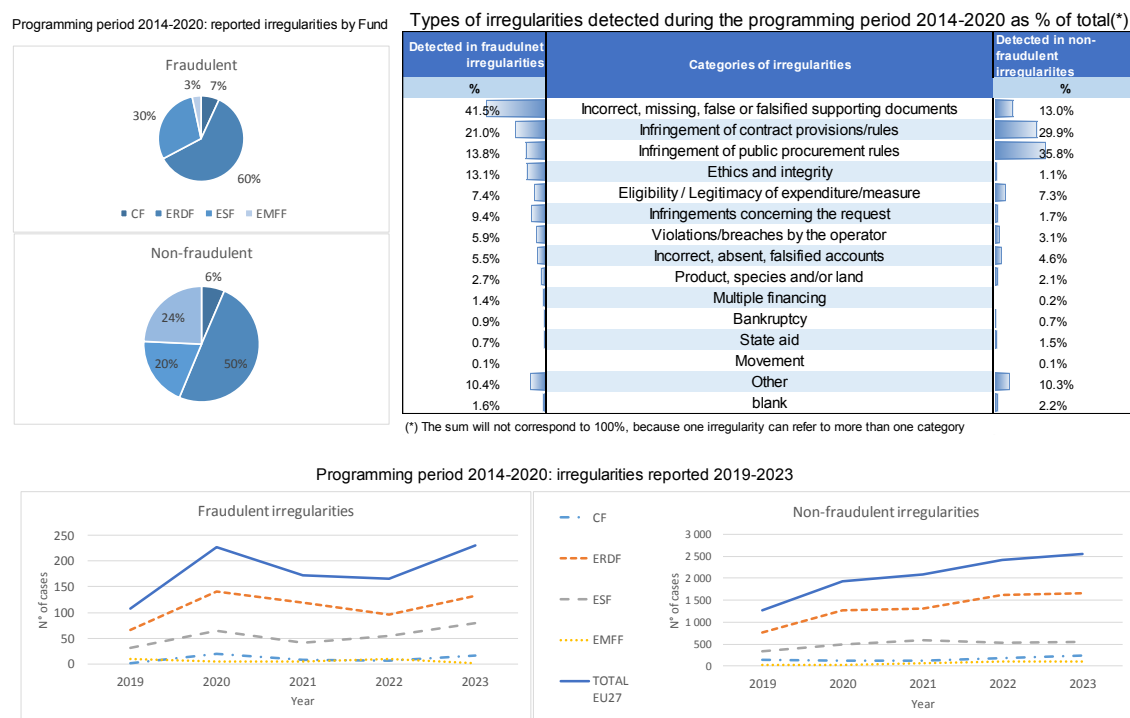 Programming period 2014-2020: reported irregularities by Fund
Fraudulent
3%
7%
30%
60%
CF ERDF ESF EMFF
Non-fraudulent
6%
24%
20%
50%
Types of irregularities detected during the programming period 2014-2020 as % of total(*)
Detected in fraudulnet
irregularities
Categories of irregularities
Detected in non-
fraudulent
irregulariites
% %
41.5% Incorrect, missing, false or falsified supporting documents 13.0%
21.0% Infringement of contract provisions/rules 29.9%
13.8% Infringement of public procurement rules 35.8%
13.1% Ethics and integrity 1.1%
7.4% Eligibility / Legitimacy of expenditure/measure 7.3%
9.4% Infringements concerning the request 1.7%
5.9% Violations/breaches by the operator 3.1%
5.5% Incorrect, absent, falsified accounts 4.6%
2.7% Product, species and/or land 2.1%
1.4% Multiple financing 0.2%
0.9% Bankruptcy 0.7%
0.7% State aid 1.5%
0.1% Movement 0.1%
10.4% Other 10.3%
1.6% blank 2.2%
(*) The sum will not correspond to 100%, because one irregularity can refer to more than one category
Programming period 2014-2020: irregularities reported 2019-2023
Fraudulent irregularities
250
200
150
100
50
0
N° of cases
2019 2020 2021 2022 2023
Year
CF
ERDF
ESF
EMFF
TOTAL
EU27
Non-fraudulent irregularities
3 000
2 500
2 000
1 500
1 000
500
0
N° of cases
2019 2020 2021 2022 2023
Year